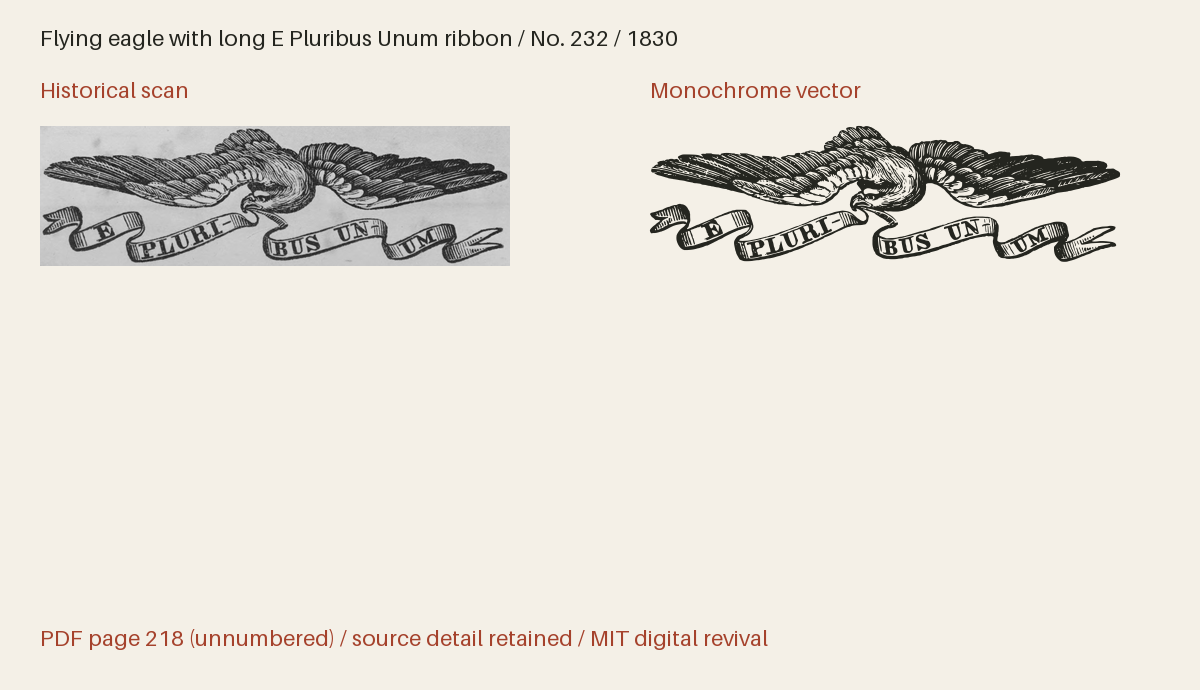 Flying eagle with long E Pluribus Unum ribbon / No. 232 / 1830
Historical scan
Monochrome vector
E PLURI- BUS UN- UM
E PLURI- BUS UN- UM
PDF page 218 (unnumbered) / source detail retained / MIT digital revival